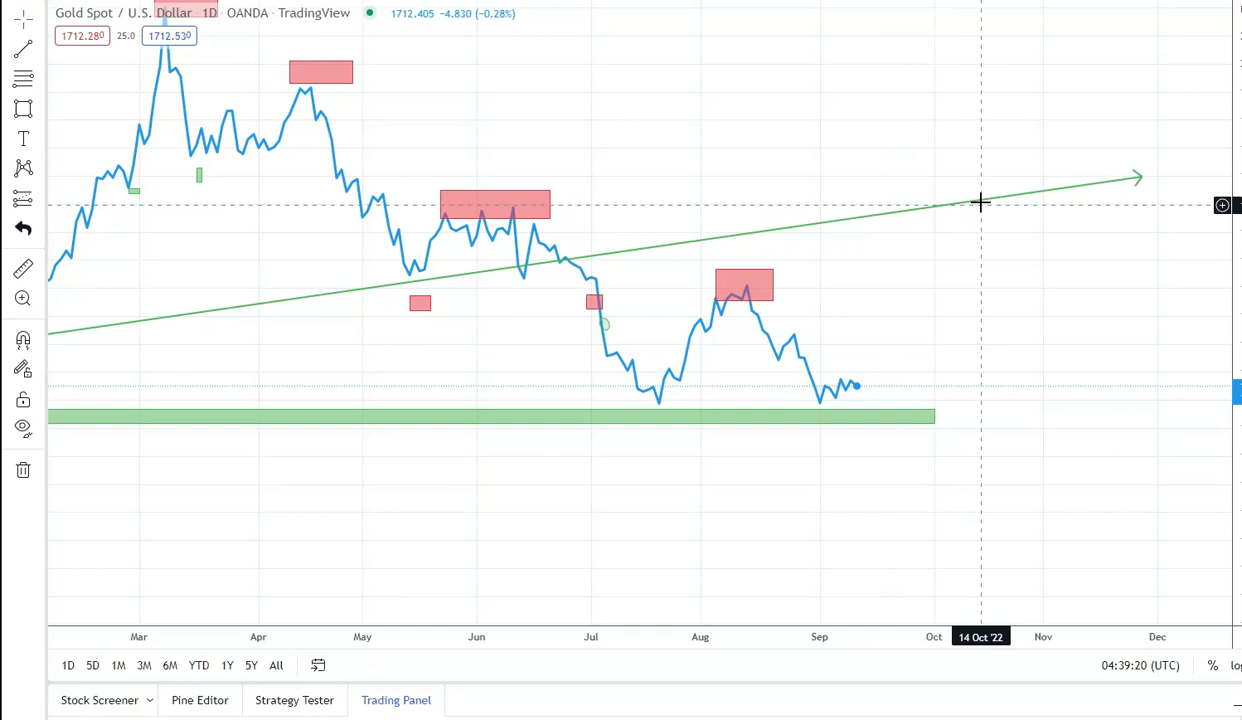 Gold Spot / U.S. Dollar 1D · OANDA · TradingView 1712.405 −4.830 (−0.28%)
1712.280 25.0 1712.530
Mar Apr May Jun Jul Aug Sep Oct 14 Oct '22 Nov Dec
1D 5D 1M 3M 6M YTD 1Y 5Y All 04:39:20 (UTC) %
Stock Screener Pine Editor Strategy Tester Trading Panel